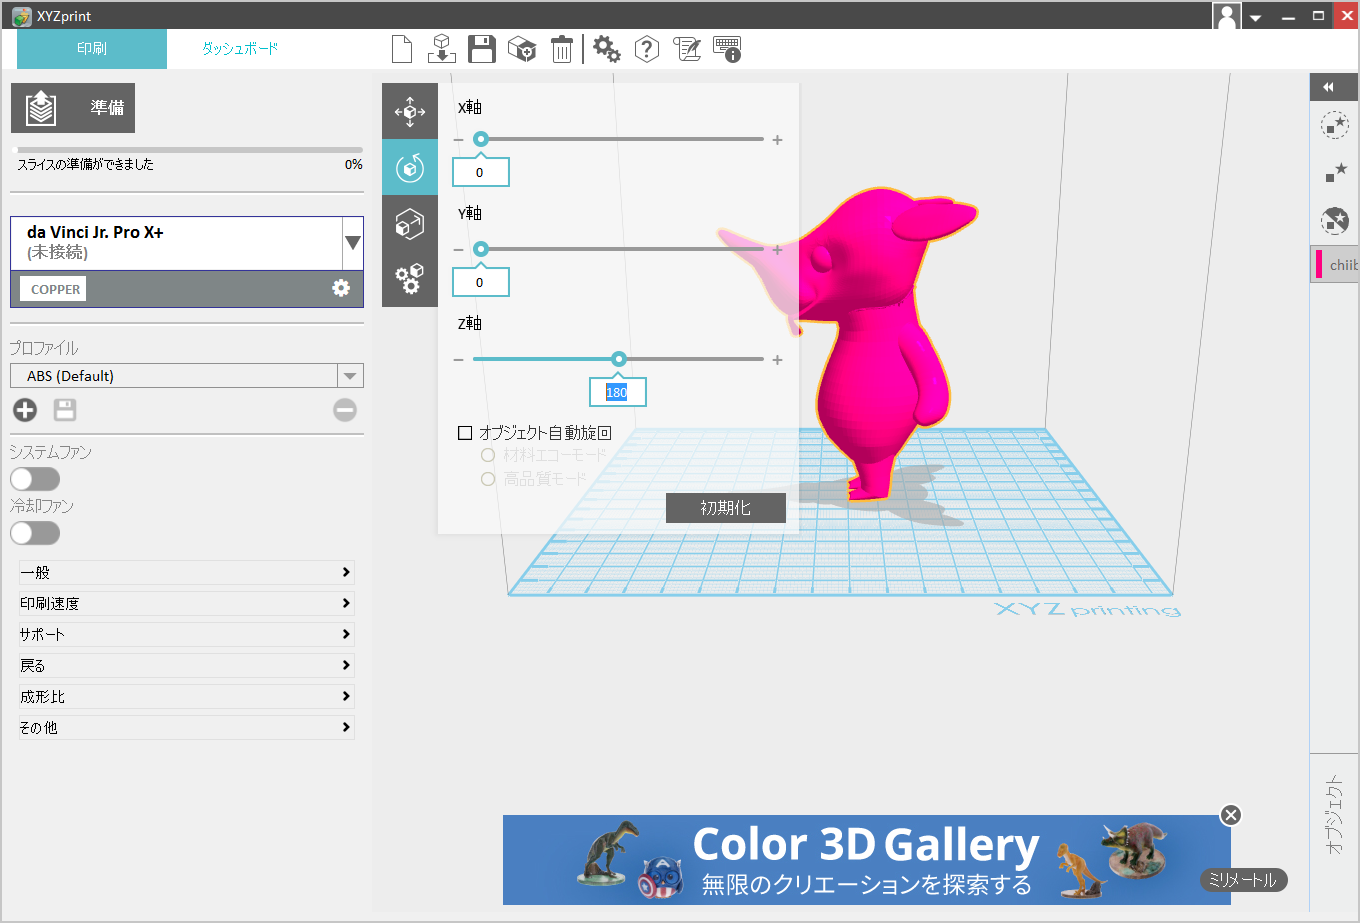 XYZprint
印刷
ダッシュボード
準備
スライスの準備ができました 0%
da Vinci Jr. Pro X+
(未接続)
COPPER
プロファイル
ABS (Default)
システムファン
冷却ファン
一般
印刷速度
サポート
戻る
成形比
その他
X軸
0
Y軸
0
Z軸
180
オブジェクト自動旋回
材料エコーモード
高品質モード
初期化
XYZprinting
chiib
オブジェクト
Color 3D Gallery
無限のクリエーションを探索する
ミリメートル